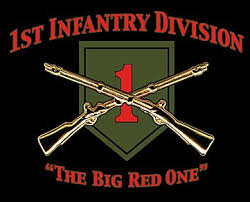 1ST INFANTRY DIVISION
1
"THE BIG RED ONE"